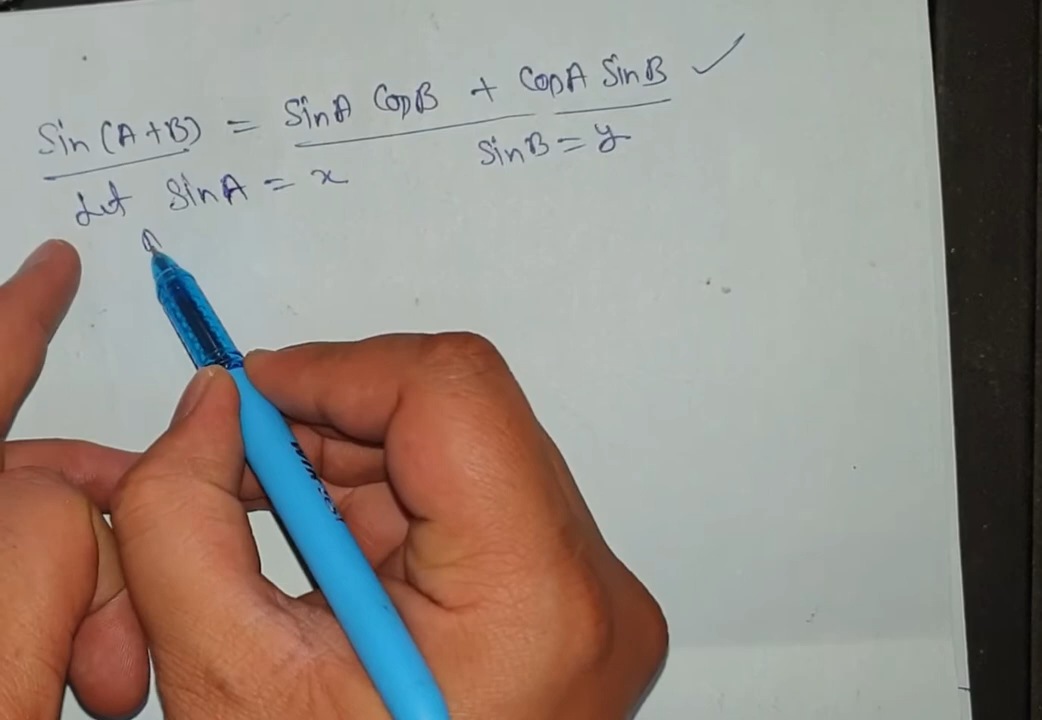 Sin (A+B) = SinA CosB + CosA SinB ✓
Let SinA = x SinB = y